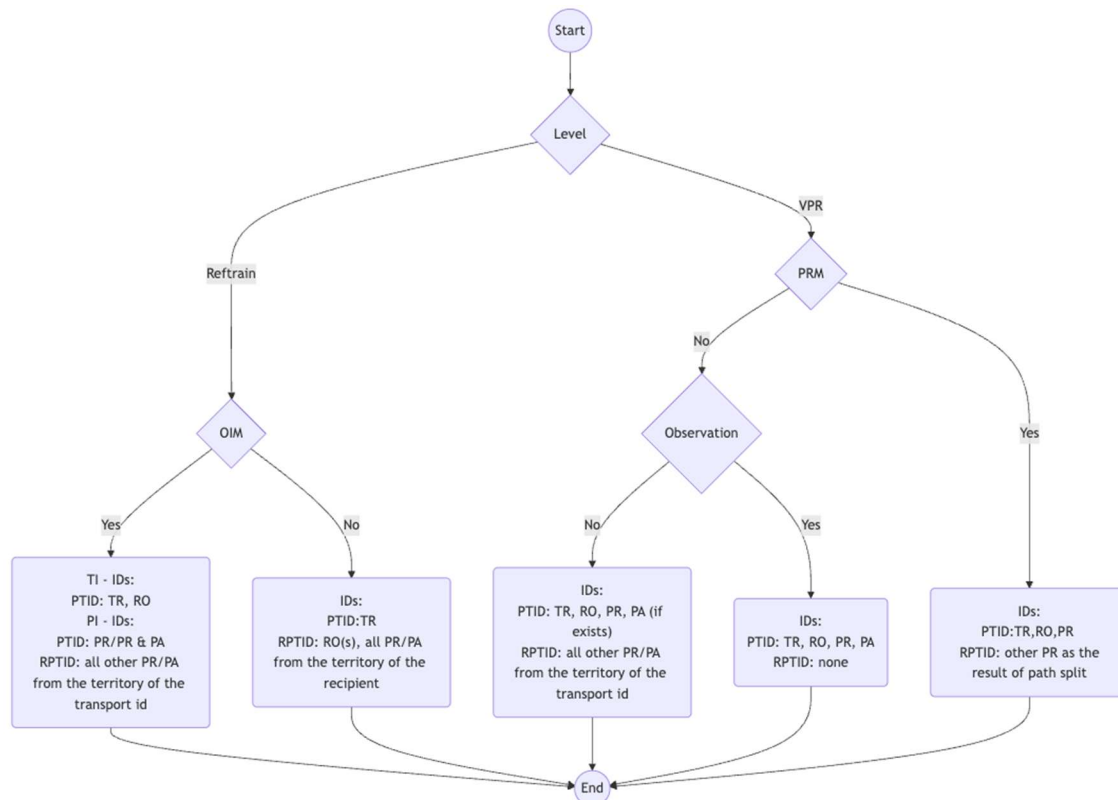 Start
Level
VPR
Reftrain
PRM
No
OIM
Observation
Yes
Yes
No
No
Yes
TI - IDs:
PTID: TR, RO
PI - IDs:
PTID: PR/PR & PA
RPTID: all other PR/PA
from the territory of the
transport id
IDs:
PTID:TR
RPTID: RO(s), all PR/PA
from the territory of the
recipient
IDs:
PTID: TR, RO, PR, PA (if
exists)
RPTID: all other PR/PA
from the territory of the
transport id
IDs:
PTID: TR, RO, PR, PA
RPTID: none
IDs:
PTID:TR,RO,PR
RPTID: other PR as the
result of path split
End